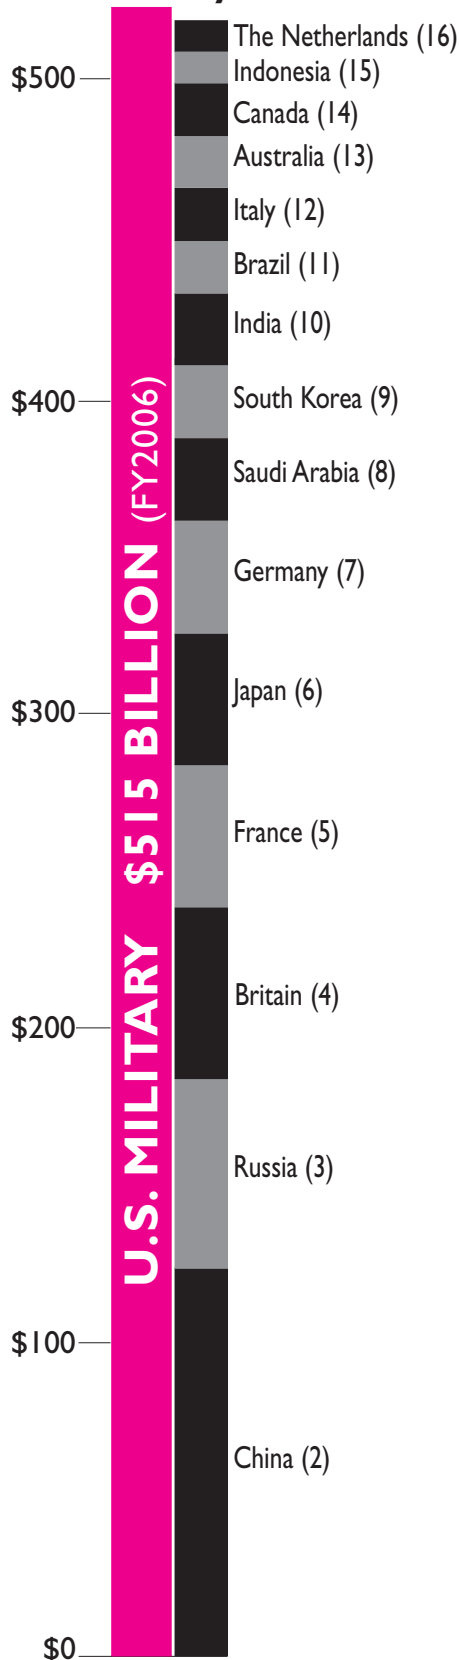 The Netherlands (16)
$500
Indonesia (15)
Canada (14)
Australia (13)
Italy (12)
Brazil (11)
India (10)
$400
South Korea (9)
Saudi Arabia (8)
Germany (7)
Japan (6)
$300
France (5)
Britain (4)
$200
Russia (3)
U.S. MILITARY $515 BILLION (FY2006)
$100
China (2)
$0